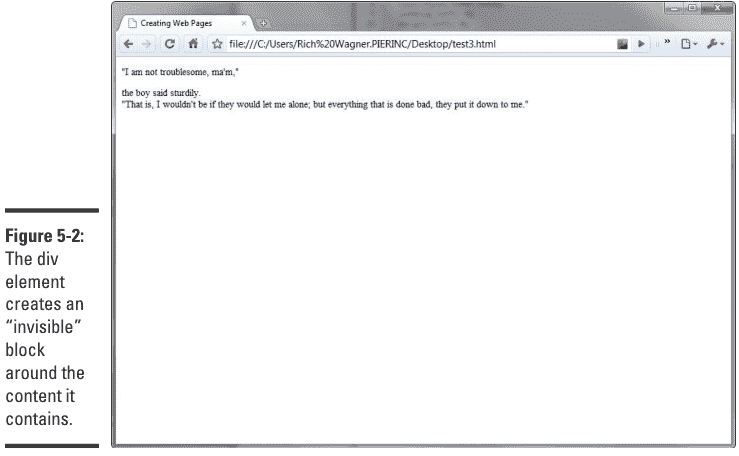 Creating Web Pages
file:///C:/Users/Rich%20Wagner.PIERINC/Desktop/test3.html
"I am not troublesome, ma'm,"
the boy said sturdily.
"That is, I wouldn't be if they would let me alone; but everything that is done bad, they put it down to me."
Figure 5-2:
The div
element
creates an
“invisible”
block
around the
content it
contains.